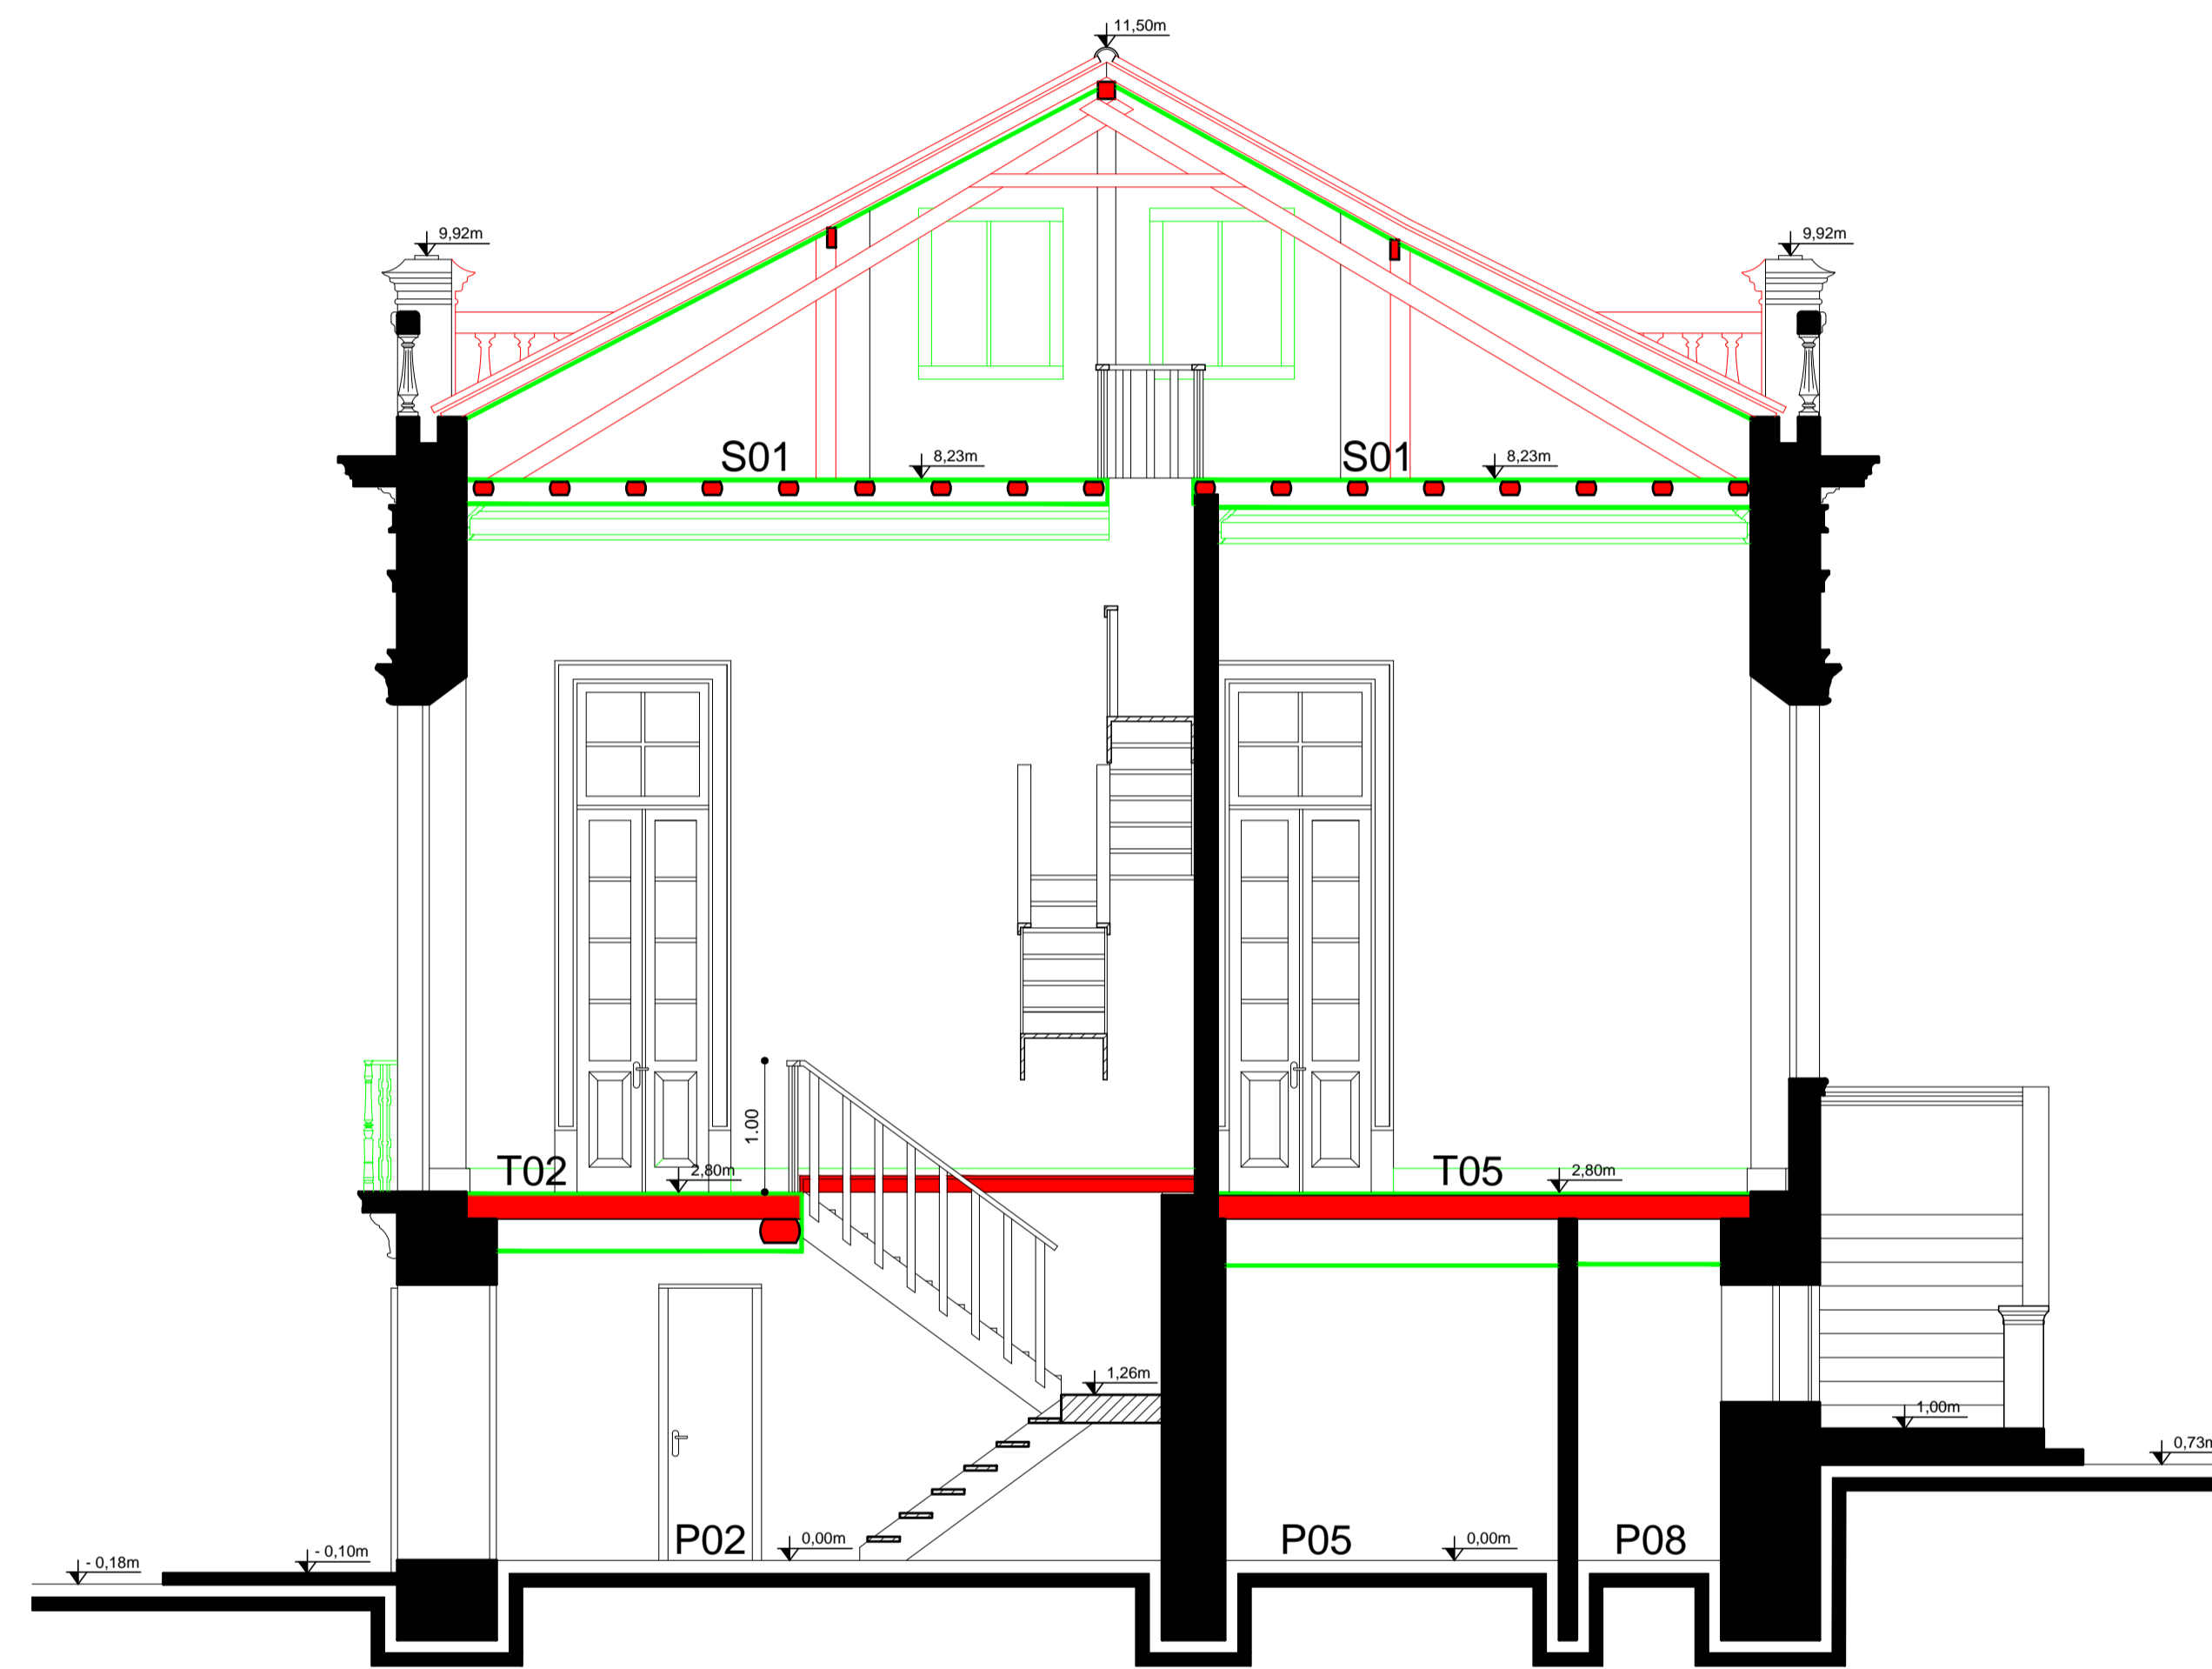 11,50m
9,92m
9,92m
S01
8,23m
S01
8,23m
1.00
T02
2,80m
T05
2,80m
1,26m
1,00m
0,73m
P02
0,00m
P05
0,00m
P08
- 0,18m
- 0,10m